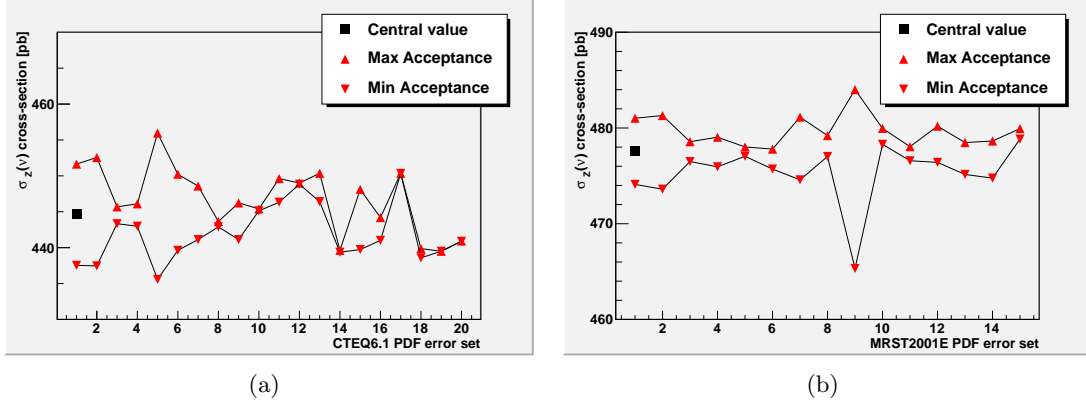 σ z(ν) cross-section [pb]
460
440
Central value
Max Acceptance
Min Acceptance
2 4 6 8 10 12 14 16 18 20
CTEQ6.1 PDF error set
(a)
σ z(ν) cross-section [pb]
490
480
470
460
Central value
Max Acceptance
Min Acceptance
2 4 6 8 10 12 14
MRST2001E PDF error set
(b)